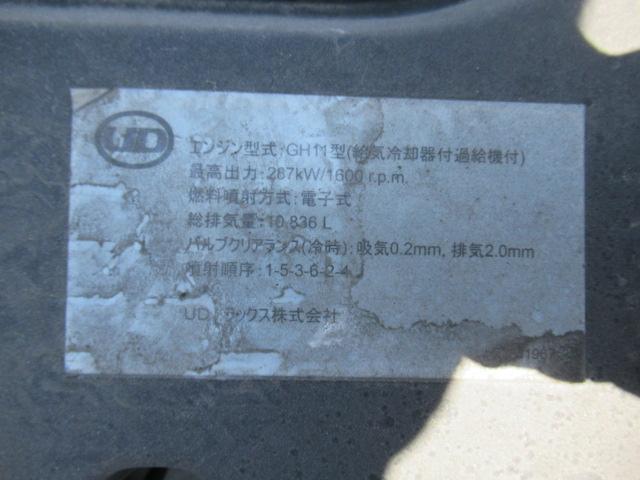 UD
エンジン型式:GH11型(給気冷却器付過給機付)
最高出力:287kW/1600 r.p.m.
燃料噴射方式:電子式
総排気量:10.836 L
バルブクリアランス(冷時):吸気0.2mm, 排気2.0mm
噴射順序:1-5-3-6-2-4
UDトラックス株式会社